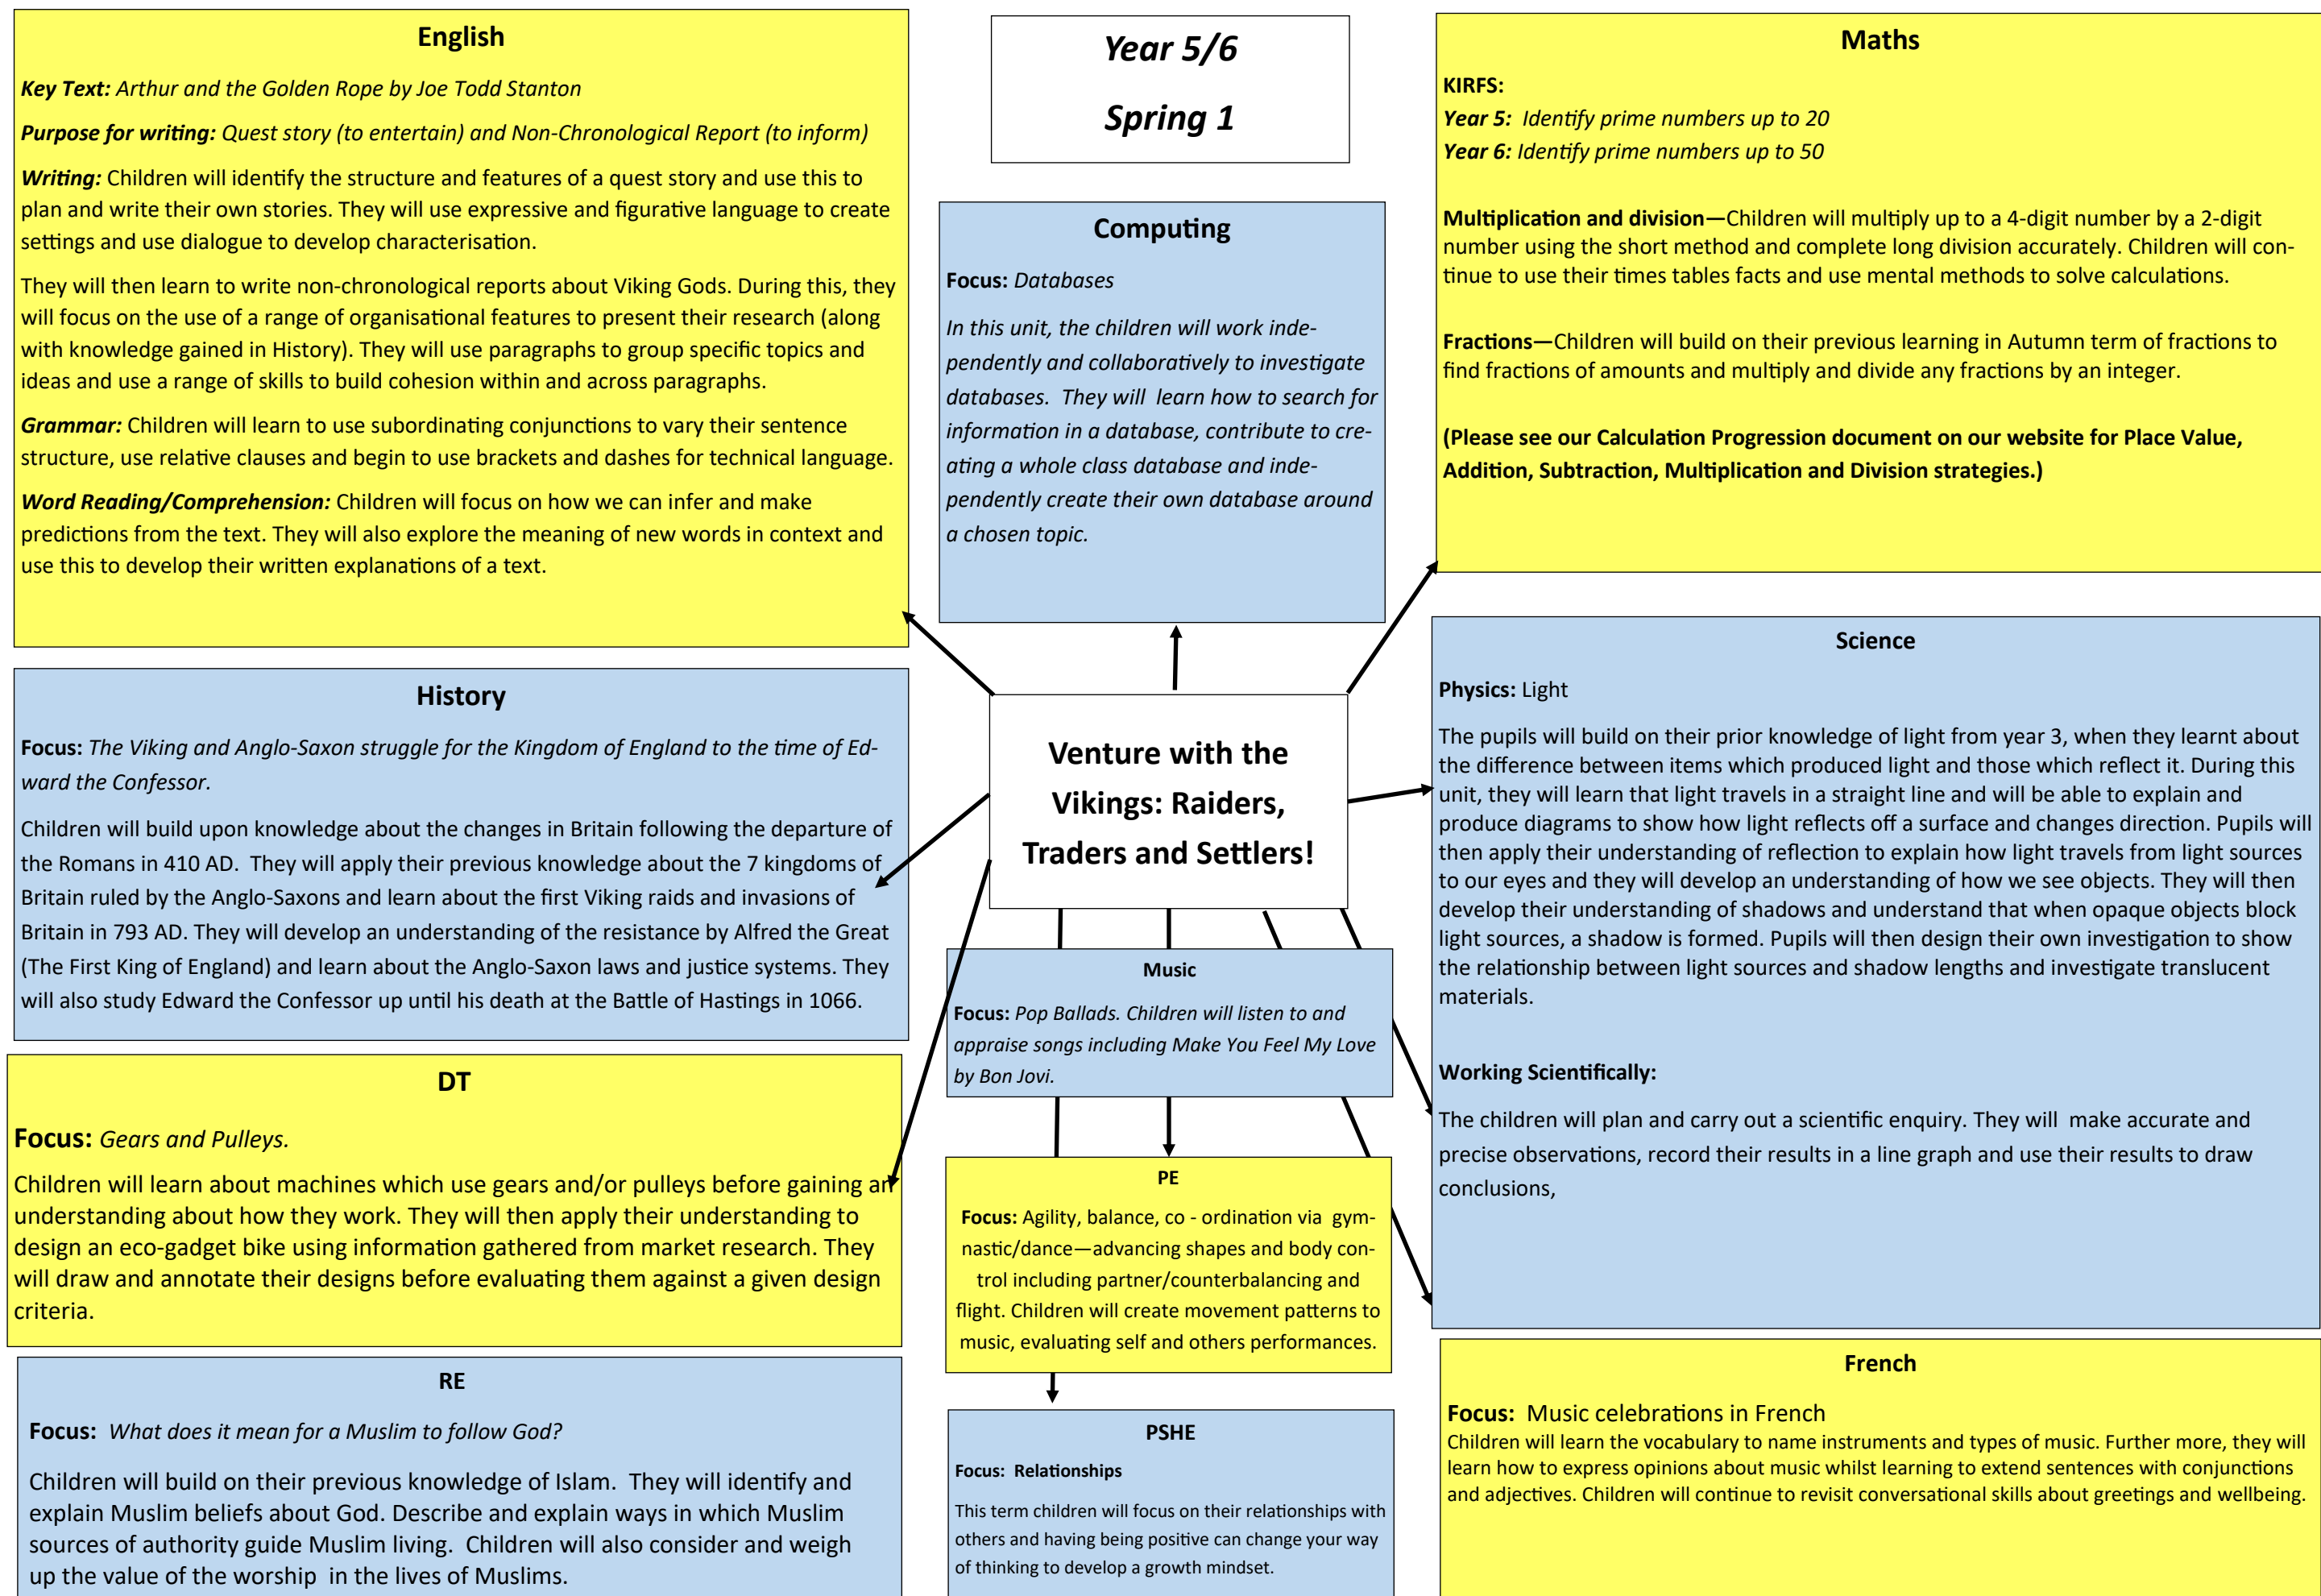 English
Key Text: Arthur and the Golden Rope by Joe Todd Stanton
Purpose for writing: Quest story (to entertain) and Non-Chronological Report (to inform)
Writing: Children will identify the structure and features of a quest story and use this to
plan and write their own stories. They will use expressive and figurative language to create
settings and use dialogue to develop characterisation.
They will then learn to write non-chronological reports about Viking Gods. During this, they
will focus on the use of a range of organisational features to present their research (along
with knowledge gained in History). They will use paragraphs to group specific topics and
ideas and use a range of skills to build cohesion within and across paragraphs.
Grammar: Children will learn to use subordinating conjunctions to vary their sentence
structure, use relative clauses and begin to use brackets and dashes for technical language.
Word Reading/Comprehension: Children will focus on how we can infer and make
predictions from the text. They will also explore the meaning of new words in context and
use this to develop their written explanations of a text.
Year 5/6
Spring 1
Computing
Focus: Databases
In this unit, the children will work inde-
pendently and collaboratively to investigate
databases.  They will  learn how to search for
information in a database, contribute to cre-
ating a whole class database and inde-
pendently create their own database around
a chosen topic.
Maths
KIRFS:
Year 5:  Identify prime numbers up to 20
Year 6: Identify prime numbers up to 50
Multiplication and division—Children will multiply up to a 4-digit number by a 2-digit
number using the short method and complete long division accurately. Children will con-
tinue to use their times tables facts and use mental methods to solve calculations.
Fractions—Children will build on their previous learning in Autumn term of fractions to
find fractions of amounts and multiply and divide any fractions by an integer.
(Please see our Calculation Progression document on our website for Place Value,
Addition, Subtraction, Multiplication and Division strategies.)
History
Focus: The Viking and Anglo-Saxon struggle for the Kingdom of England to the time of Ed-
ward the Confessor.
Children will build upon knowledge about the changes in Britain following the departure of
the Romans in 410 AD.  They will apply their previous knowledge about the 7 kingdoms of
Britain ruled by the Anglo-Saxons and learn about the first Viking raids and invasions of
Britain in 793 AD. They will develop an understanding of the resistance by Alfred the Great
(The First King of England) and learn about the Anglo-Saxon laws and justice systems. They
will also study Edward the Confessor up until his death at the Battle of Hastings in 1066.
Venture with the
Vikings: Raiders,
Traders and Settlers!
Science
Physics: Light
The pupils will build on their prior knowledge of light from year 3, when they learnt about
the difference between items which produced light and those which reflect it. During this
unit, they will learn that light travels in a straight line and will be able to explain and
produce diagrams to show how light reflects off a surface and changes direction. Pupils will
then apply their understanding of reflection to explain how light travels from light sources
to our eyes and they will develop an understanding of how we see objects. They will then
develop their understanding of shadows and understand that when opaque objects block
light sources, a shadow is formed. Pupils will then design their own investigation to show
the relationship between light sources and shadow lengths and investigate translucent
materials.
Working Scientifically:
The children will plan and carry out a scientific enquiry. They will  make accurate and
precise observations, record their results in a line graph and use their results to draw
conclusions,
Music
Focus: Pop Ballads. Children will listen to and
appraise songs including Make You Feel My Love
by Bon Jovi.
DT
Focus: Gears and Pulleys.
Children will learn about machines which use gears and/or pulleys before gaining an
understanding about how they work. They will then apply their understanding to
design an eco-gadget bike using information gathered from market research. They
will draw and annotate their designs before evaluating them against a given design
criteria.
PE
Focus: Agility, balance, co - ordination via  gym-
nastic/dance—advancing shapes and body con-
trol including partner/counterbalancing and
flight. Children will create movement patterns to
music, evaluating self and others performances.
RE
Focus:  What does it mean for a Muslim to follow God?
Children will build on their previous knowledge of Islam.  They will identify and
explain Muslim beliefs about God. Describe and explain ways in which Muslim
sources of authority guide Muslim living.  Children will also consider and weigh
up the value of the worship  in the lives of Muslims.
PSHE
Focus:  Relationships
This term children will focus on their relationships with
others and having being positive can change your way
of thinking to develop a growth mindset.
French
Focus:  Music celebrations in French
Children will learn the vocabulary to name instruments and types of music. Further more, they will
learn how to express opinions about music whilst learning to extend sentences with conjunctions
and adjectives. Children will continue to revisit conversational skills about greetings and wellbeing.